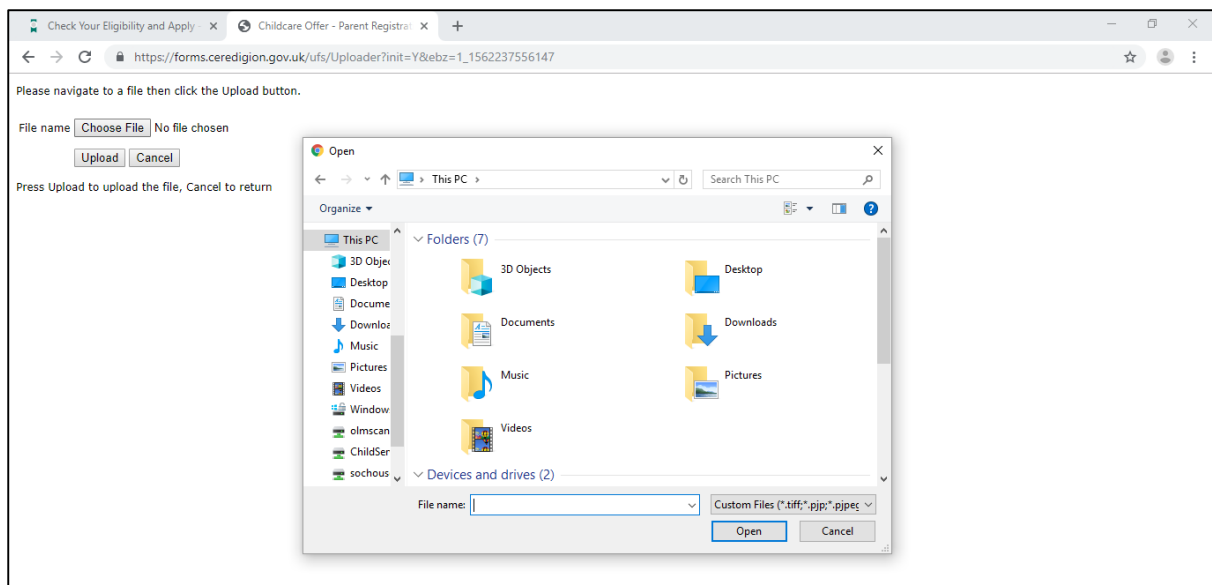 Check Your Eligibility and Apply -
Childcare Offer - Parent Registrat
https://forms.ceredigion.gov.uk/ufs/Uploader?init=Y&ebz=1_1562237556147
Please navigate to a file then click the Upload button.
File name Choose File No file chosen
Upload Cancel
Press Upload to upload the file, Cancel to return
Open
This PC
Search This PC
Organize
This PC
3D Objec
Desktop
Docume
Downloa
Music
Pictures
Videos
Window
olmscan
ChildSer
sochous
Folders (7)
3D Objects
Desktop
Documents
Downloads
Music
Pictures
Videos
Devices and drives (2)
File name:
Custom Files (*.tiff;*.pjp;*.pjpeg
Open Cancel